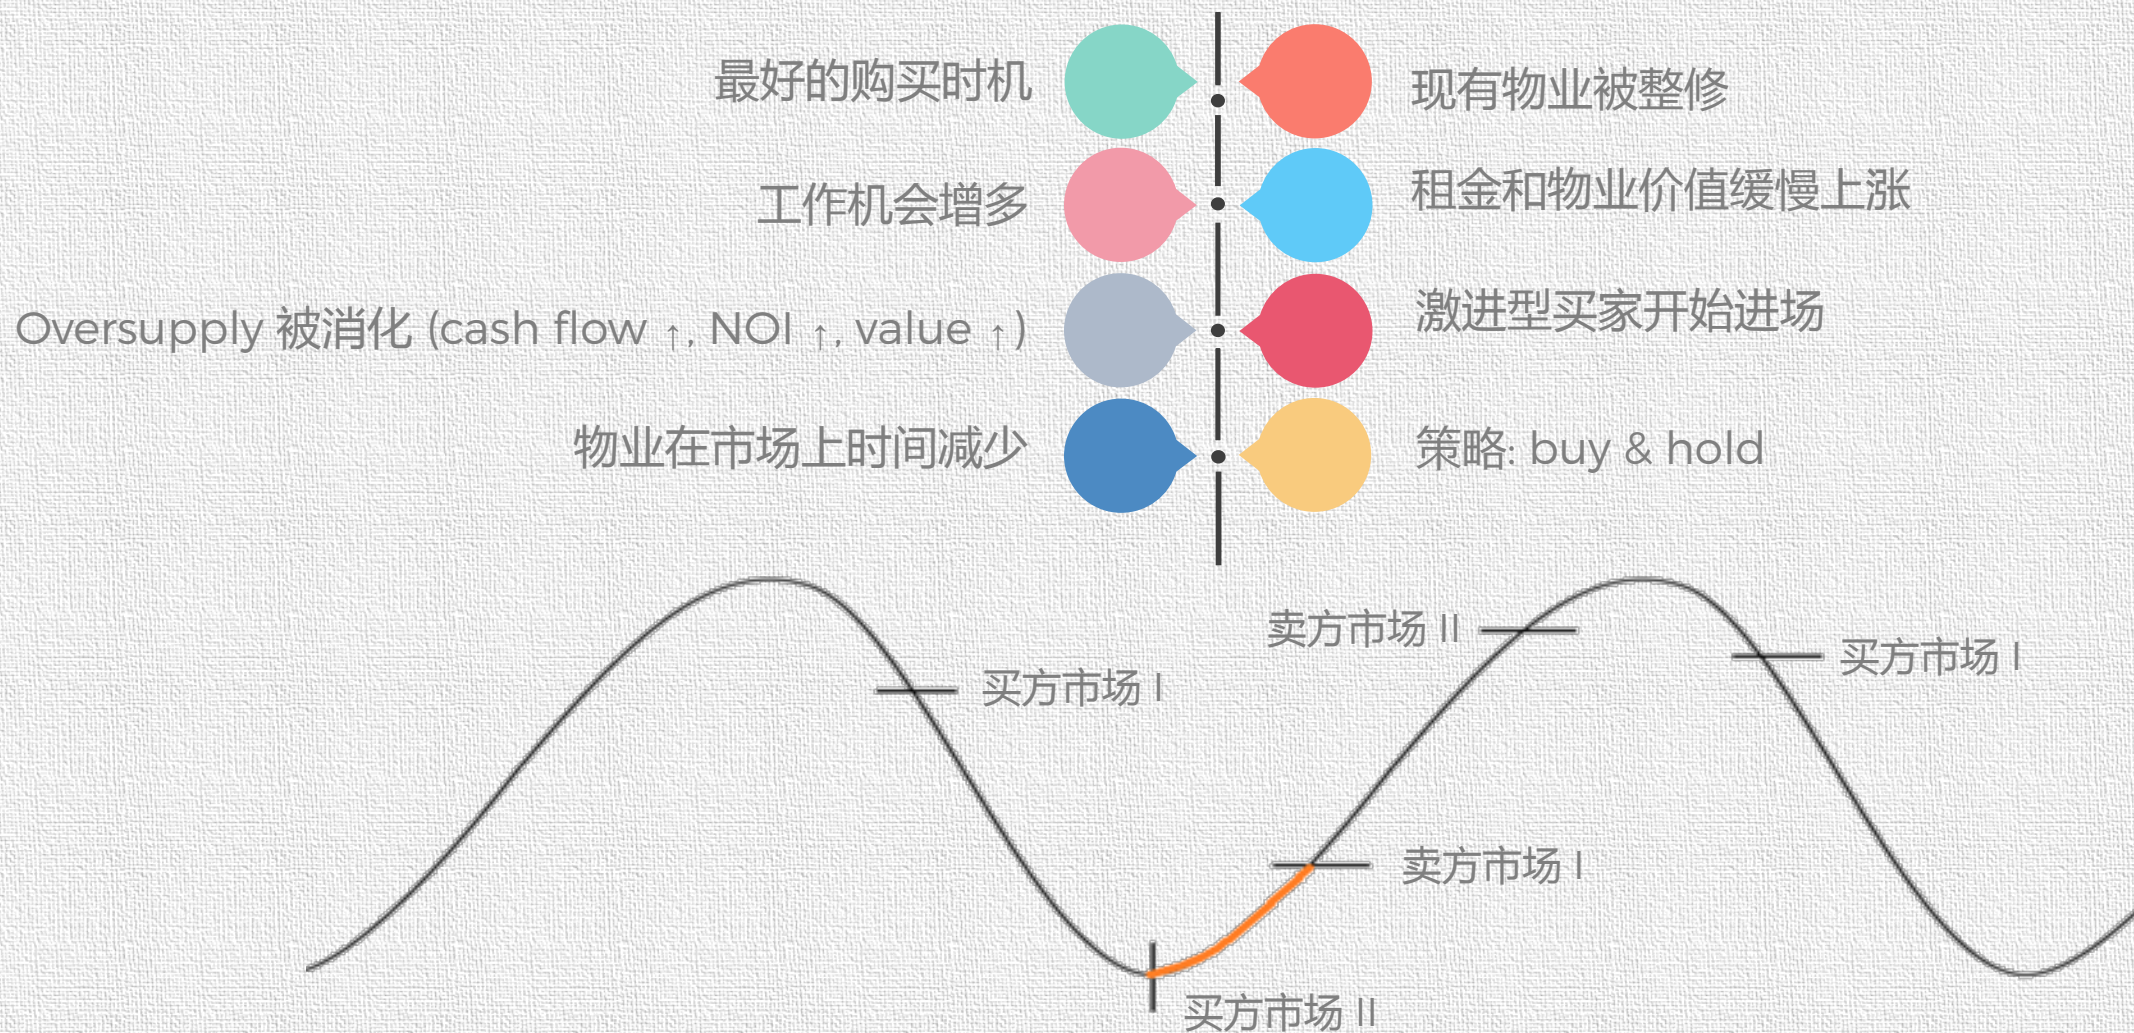 最好的购买时机
现有物业被整修
工作机会增多
租金和物业价值缓慢上涨
Oversupply 被消化 (cash flow ↑, NOI ↑, value ↑)
激进型买家开始进场
物业在市场上时间减少
策略: buy & hold
卖方市场 II
买方市场 I
买方市场 I
卖方市场 I
买方市场 II